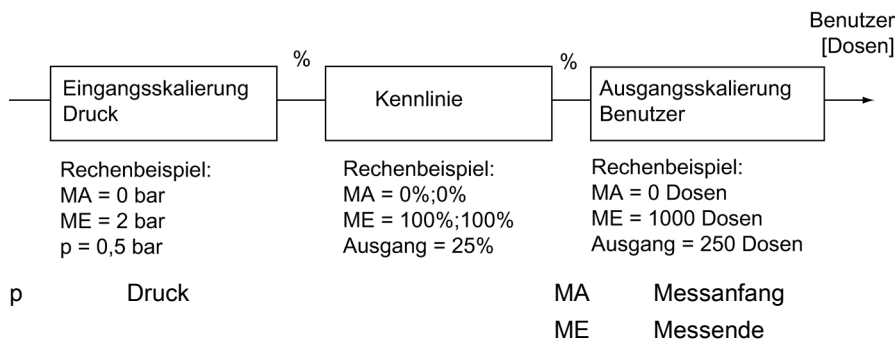 Benutzer
[Dosen]
%
%
Eingangsskalierung
Druck
Kennlinie
Ausgangsskalierung
Benutzer
Rechenbeispiel:
MA = 0 bar
ME = 2 bar
p = 0,5 bar
Rechenbeispiel:
MA = 0%;0%
ME = 100%;100%
Ausgang = 25%
Rechenbeispiel:
MA = 0 Dosen
ME = 1000 Dosen
Ausgang = 250 Dosen
p Druck
MA Messanfang
ME Messende